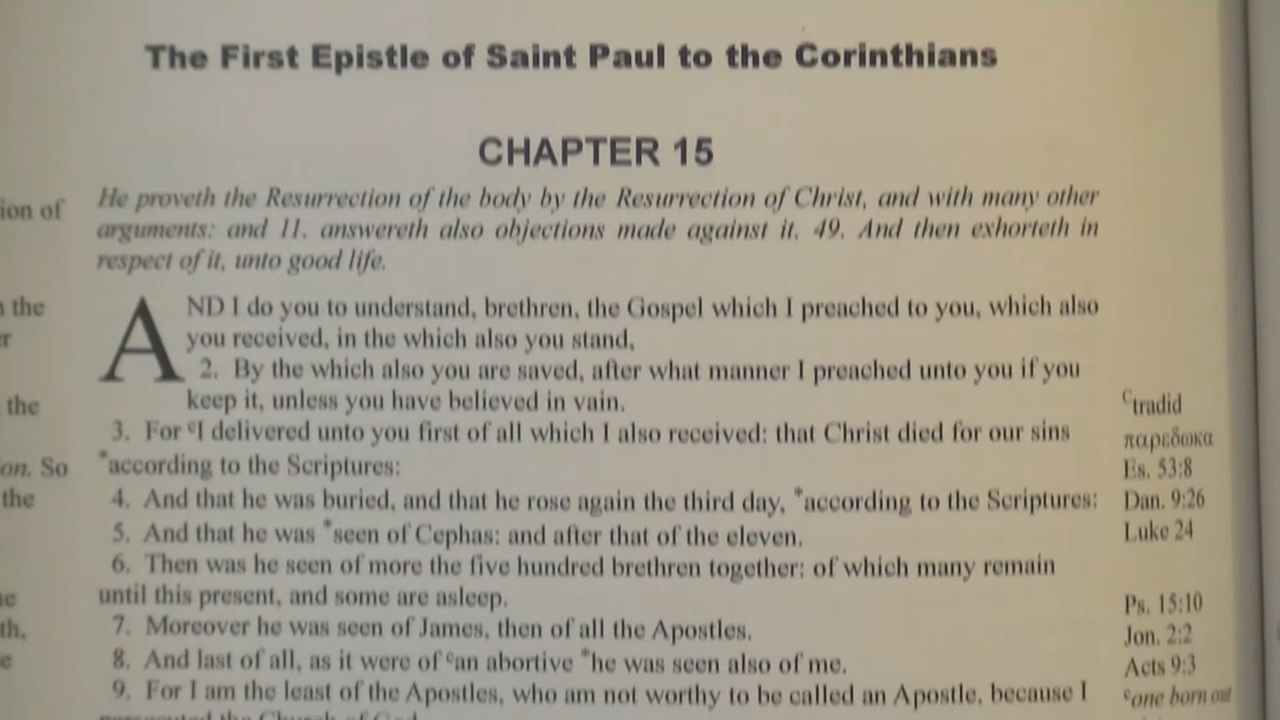 The First Epistle of Saint Paul to the Corinthians
CHAPTER 15
He proveth the Resurrection of the body by the Resurrection of Christ, and with many other
arguments: and 11. answereth also objections made against it. 49. And then exhorteth in
respect of it, unto good life.
AND I do you to understand, brethren, the Gospel which I preached to you, which also
you received, in the which also you stand,
2. By the which also you are saved, after what manner I preached unto you if you
keep it, unless you have believed in vain.
3. For cI delivered unto you first of all which I also received: that Christ died for our sins
*according to the Scriptures:
4. And that he was buried, and that he rose again the third day, *according to the Scriptures:
5. And that he was *seen of Cephas: and after that of the eleven.
6. Then was he seen of more the five hundred brethren together: of which many remain
until this present, and some are asleep.
7. Moreover he was seen of James, then of all the Apostles.
8. And last of all, as it were of ean abortive *he was seen also of me.
9. For I am the least of the Apostles, who am not worthy to be called an Apostle, because I
the Church of God
ion of
the
the
on. So
the
th,
Ctradid
παρεδωκα
Es. 53:8
Dan. 9:26
Luke 24
Ps. 15:10
Jon. 2:2
Acts 9:3
eone born out